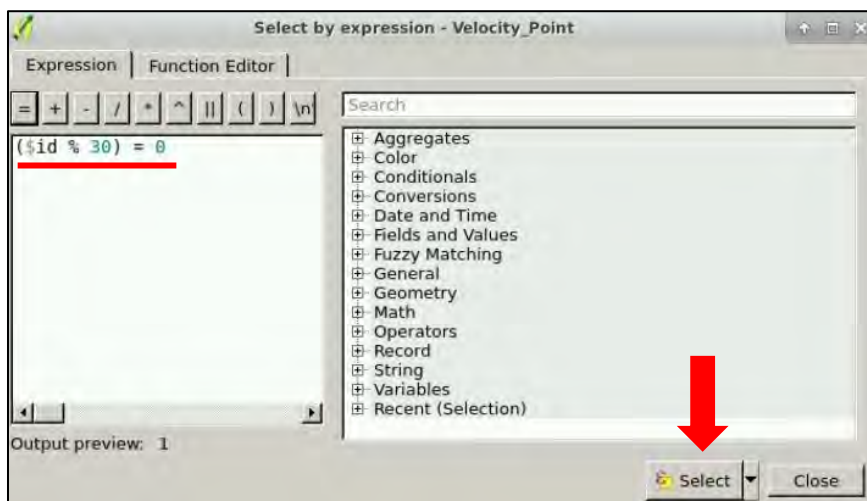 Select by expression - Velocity_Point
Expression
Function Editor
= + - / * ^ || ( ) \n'
Search
($id % 30) = 0
Aggregates
Color
Conditionals
Conversions
Date and Time
Fields and Values
Fuzzy Matching
General
Geometry
Math
Operators
Record
String
Variables
Recent (Selection)
Output preview: 1
Select
Close